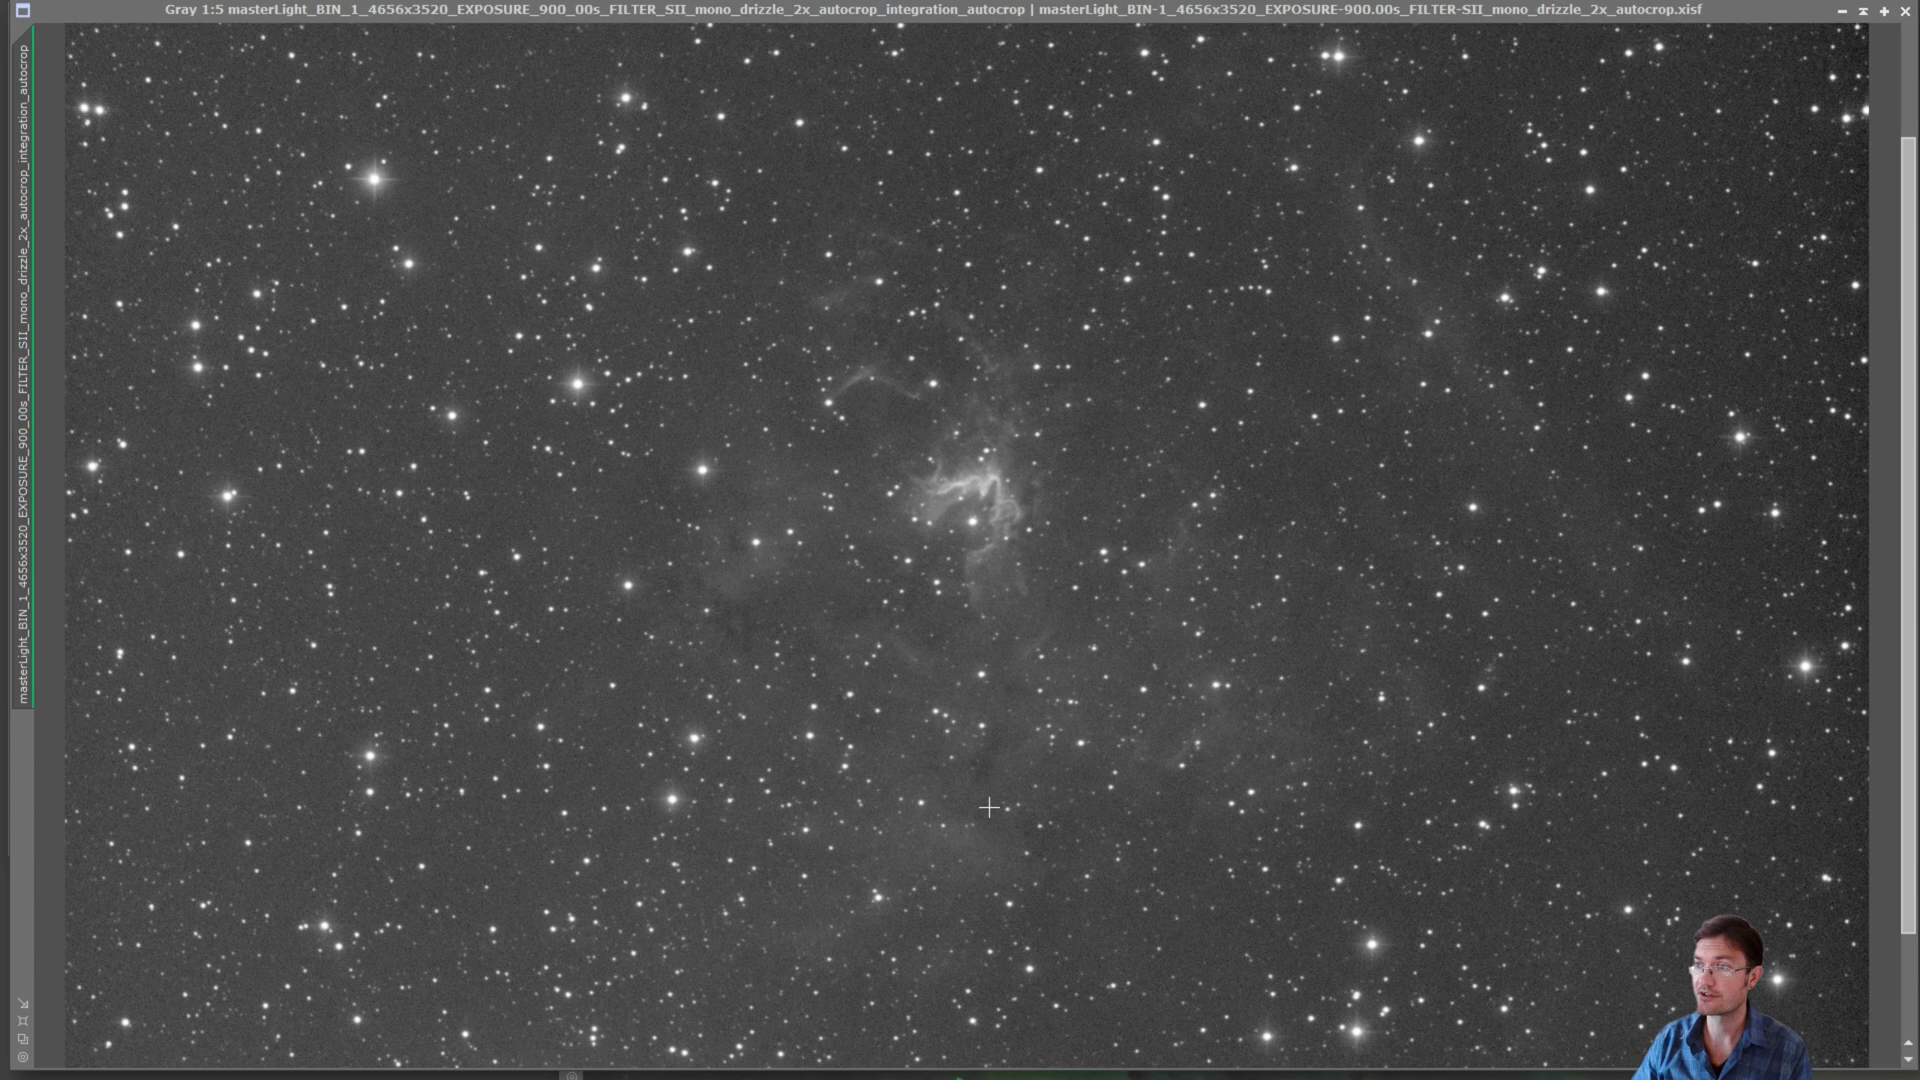 Gray 1:5 masterLight_BIN_1_4656x3520_EXPOSURE_900_00s_FILTER_SII_mono_drizzle_2x_autocrop_integration_autocrop | masterLight_BIN-1_4656x3520_EXPOSURE-900.00s_FILTER-SII_mono_drizzle_2x_autocrop.xisf
masterLight_BIN_1_4656x3520_EXPOSURE_900_00s_FILTER_SII_mono_drizzle_2x_autocrop_integration_autocrop